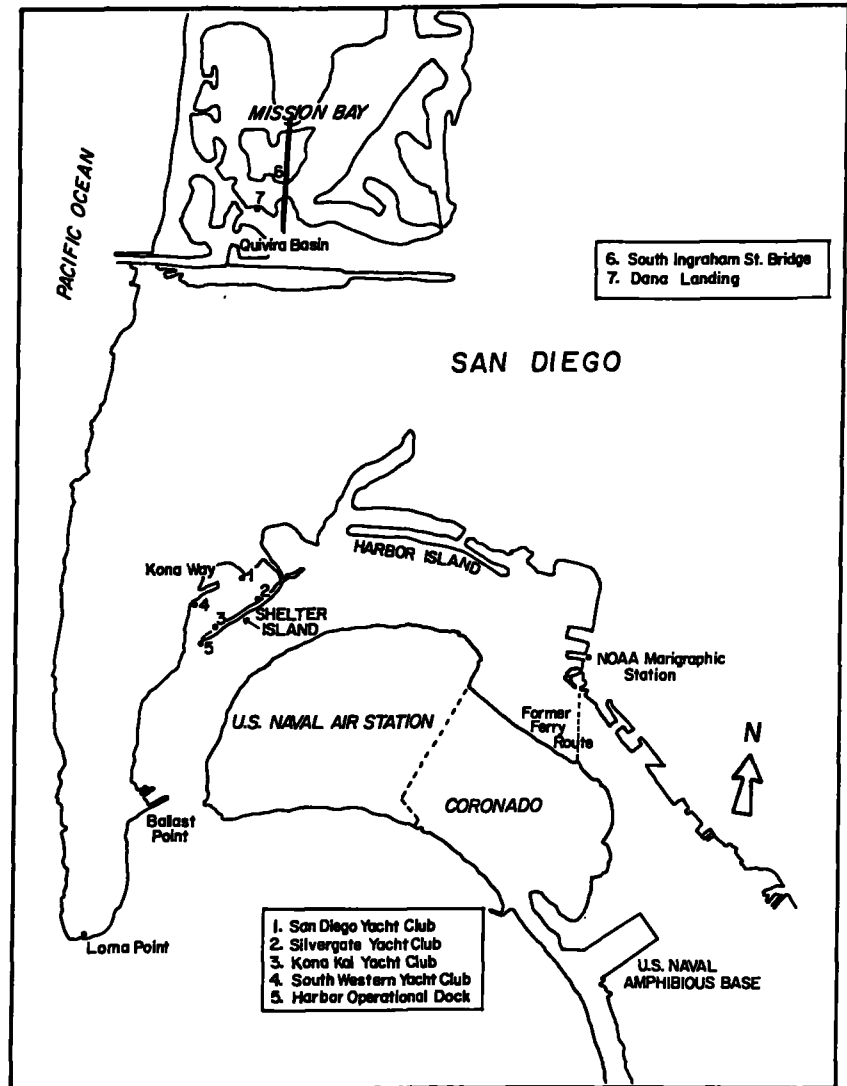 MISSION BAY
6
7
PACIFIC OCEAN
Quivira Basin
6. South Ingraham St. Bridge
7. Dana Landing
SAN DIEGO
HARBOR ISLAND
Kona Way
1
2
4
3
SHELTER
ISLAND
5
NOAA Marigraphic
Station
U.S. NAVAL AIR STATION
Former
Ferry
Route
N
CORONADO
Ballast
Point
1. San Diego Yacht Club
2. Silvergate Yacht Club
3. Kona Kai Yacht Club
4. South Western Yacht Club
5. Harbor Operational Dock
Loma Point
U.S. NAVAL
AMPHIBIOUS BASE